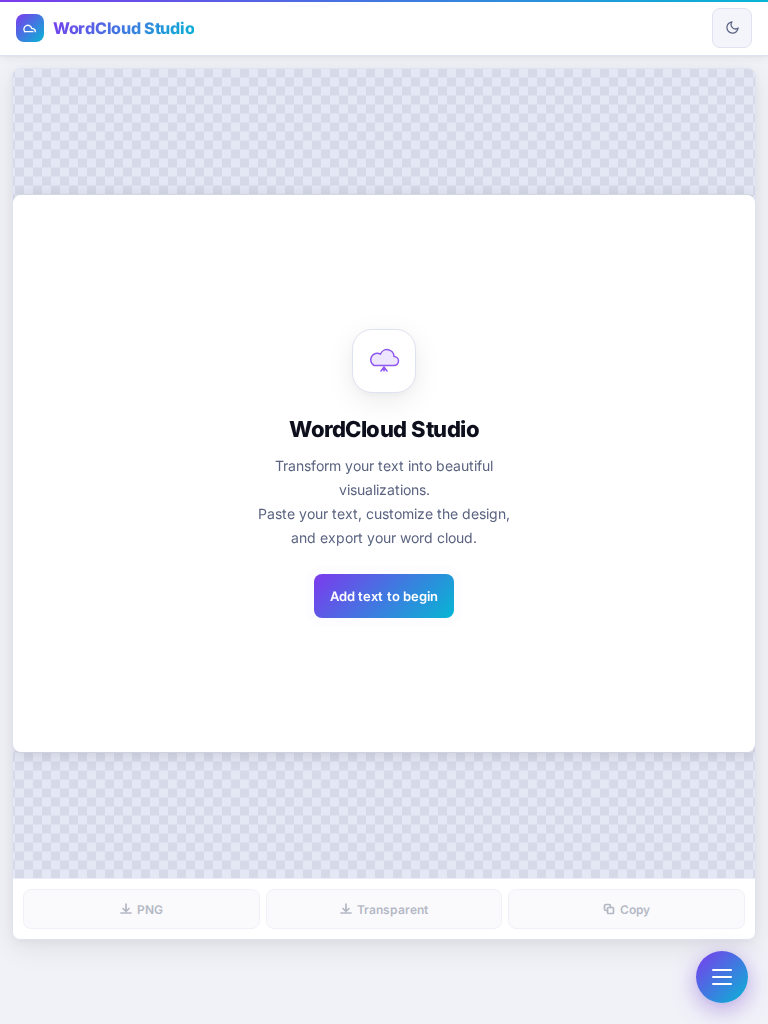 WordCloud Studio
WordCloud Studio
Transform your text into beautiful
visualizations.
Paste your text, customize the design,
and export your word cloud.
Add text to begin
PNG
Transparent
Copy